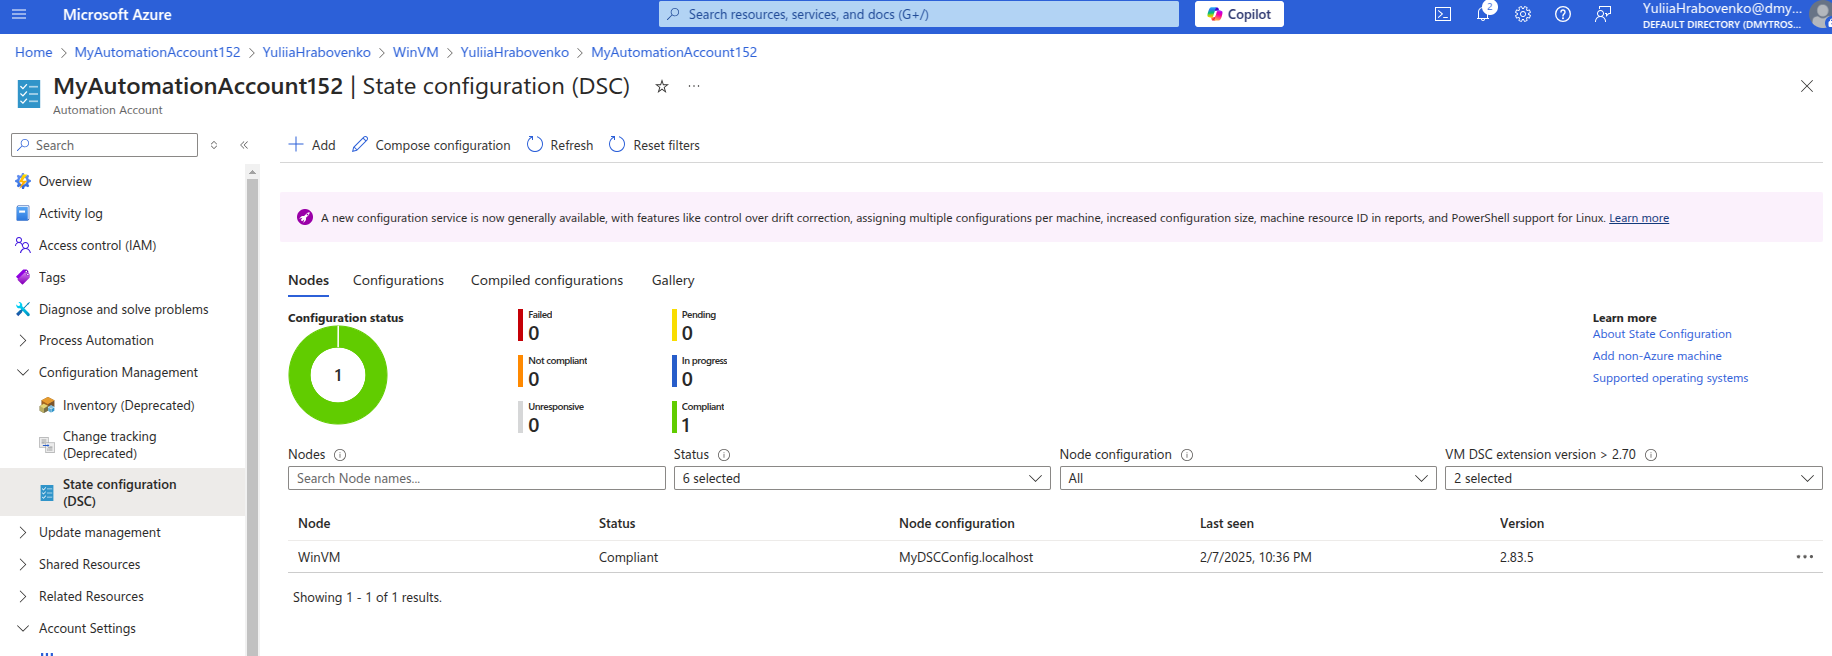 Microsoft Azure
Search resources, services, and docs (G+/)
Copilot
2
YuliiaHrabovenko@dmy...
DEFAULT DIRECTORY (DMYTROS...
Home > MyAutomationAccount152 > YuliiaHrabovenko > WinVM > YuliiaHrabovenko > MyAutomationAccount152
MyAutomationAccount152 | State configuration (DSC)
Automation Account
Search
Overview
Activity log
Access control (IAM)
Tags
Diagnose and solve problems
Process Automation
Configuration Management
Inventory (Deprecated)
Change tracking
(Deprecated)
State configuration
(DSC)
Update management
Shared Resources
Related Resources
Account Settings
Add
Compose configuration
Refresh
Reset filters
A new configuration service is now generally available, with features like control over drift correction, assigning multiple configurations per machine, increased configuration size, machine resource ID in reports, and PowerShell support for Linux. Learn more
Nodes Configurations Compiled configurations Gallery
Configuration status
1
Failed
0
Pending
0
Not compliant
0
In progress
0
Unresponsive
0
Compliant
1
Learn more
About State Configuration
Add non-Azure machine
Supported operating systems
Nodes
Search Node names...
Status
6 selected
Node configuration
All
VM DSC extension version > 2.70
2 selected
Node Status Node configuration Last seen Version
WinVM Compliant MyDSCConfig.localhost 2/7/2025, 10:36 PM 2.83.5
Showing 1 - 1 of 1 results.